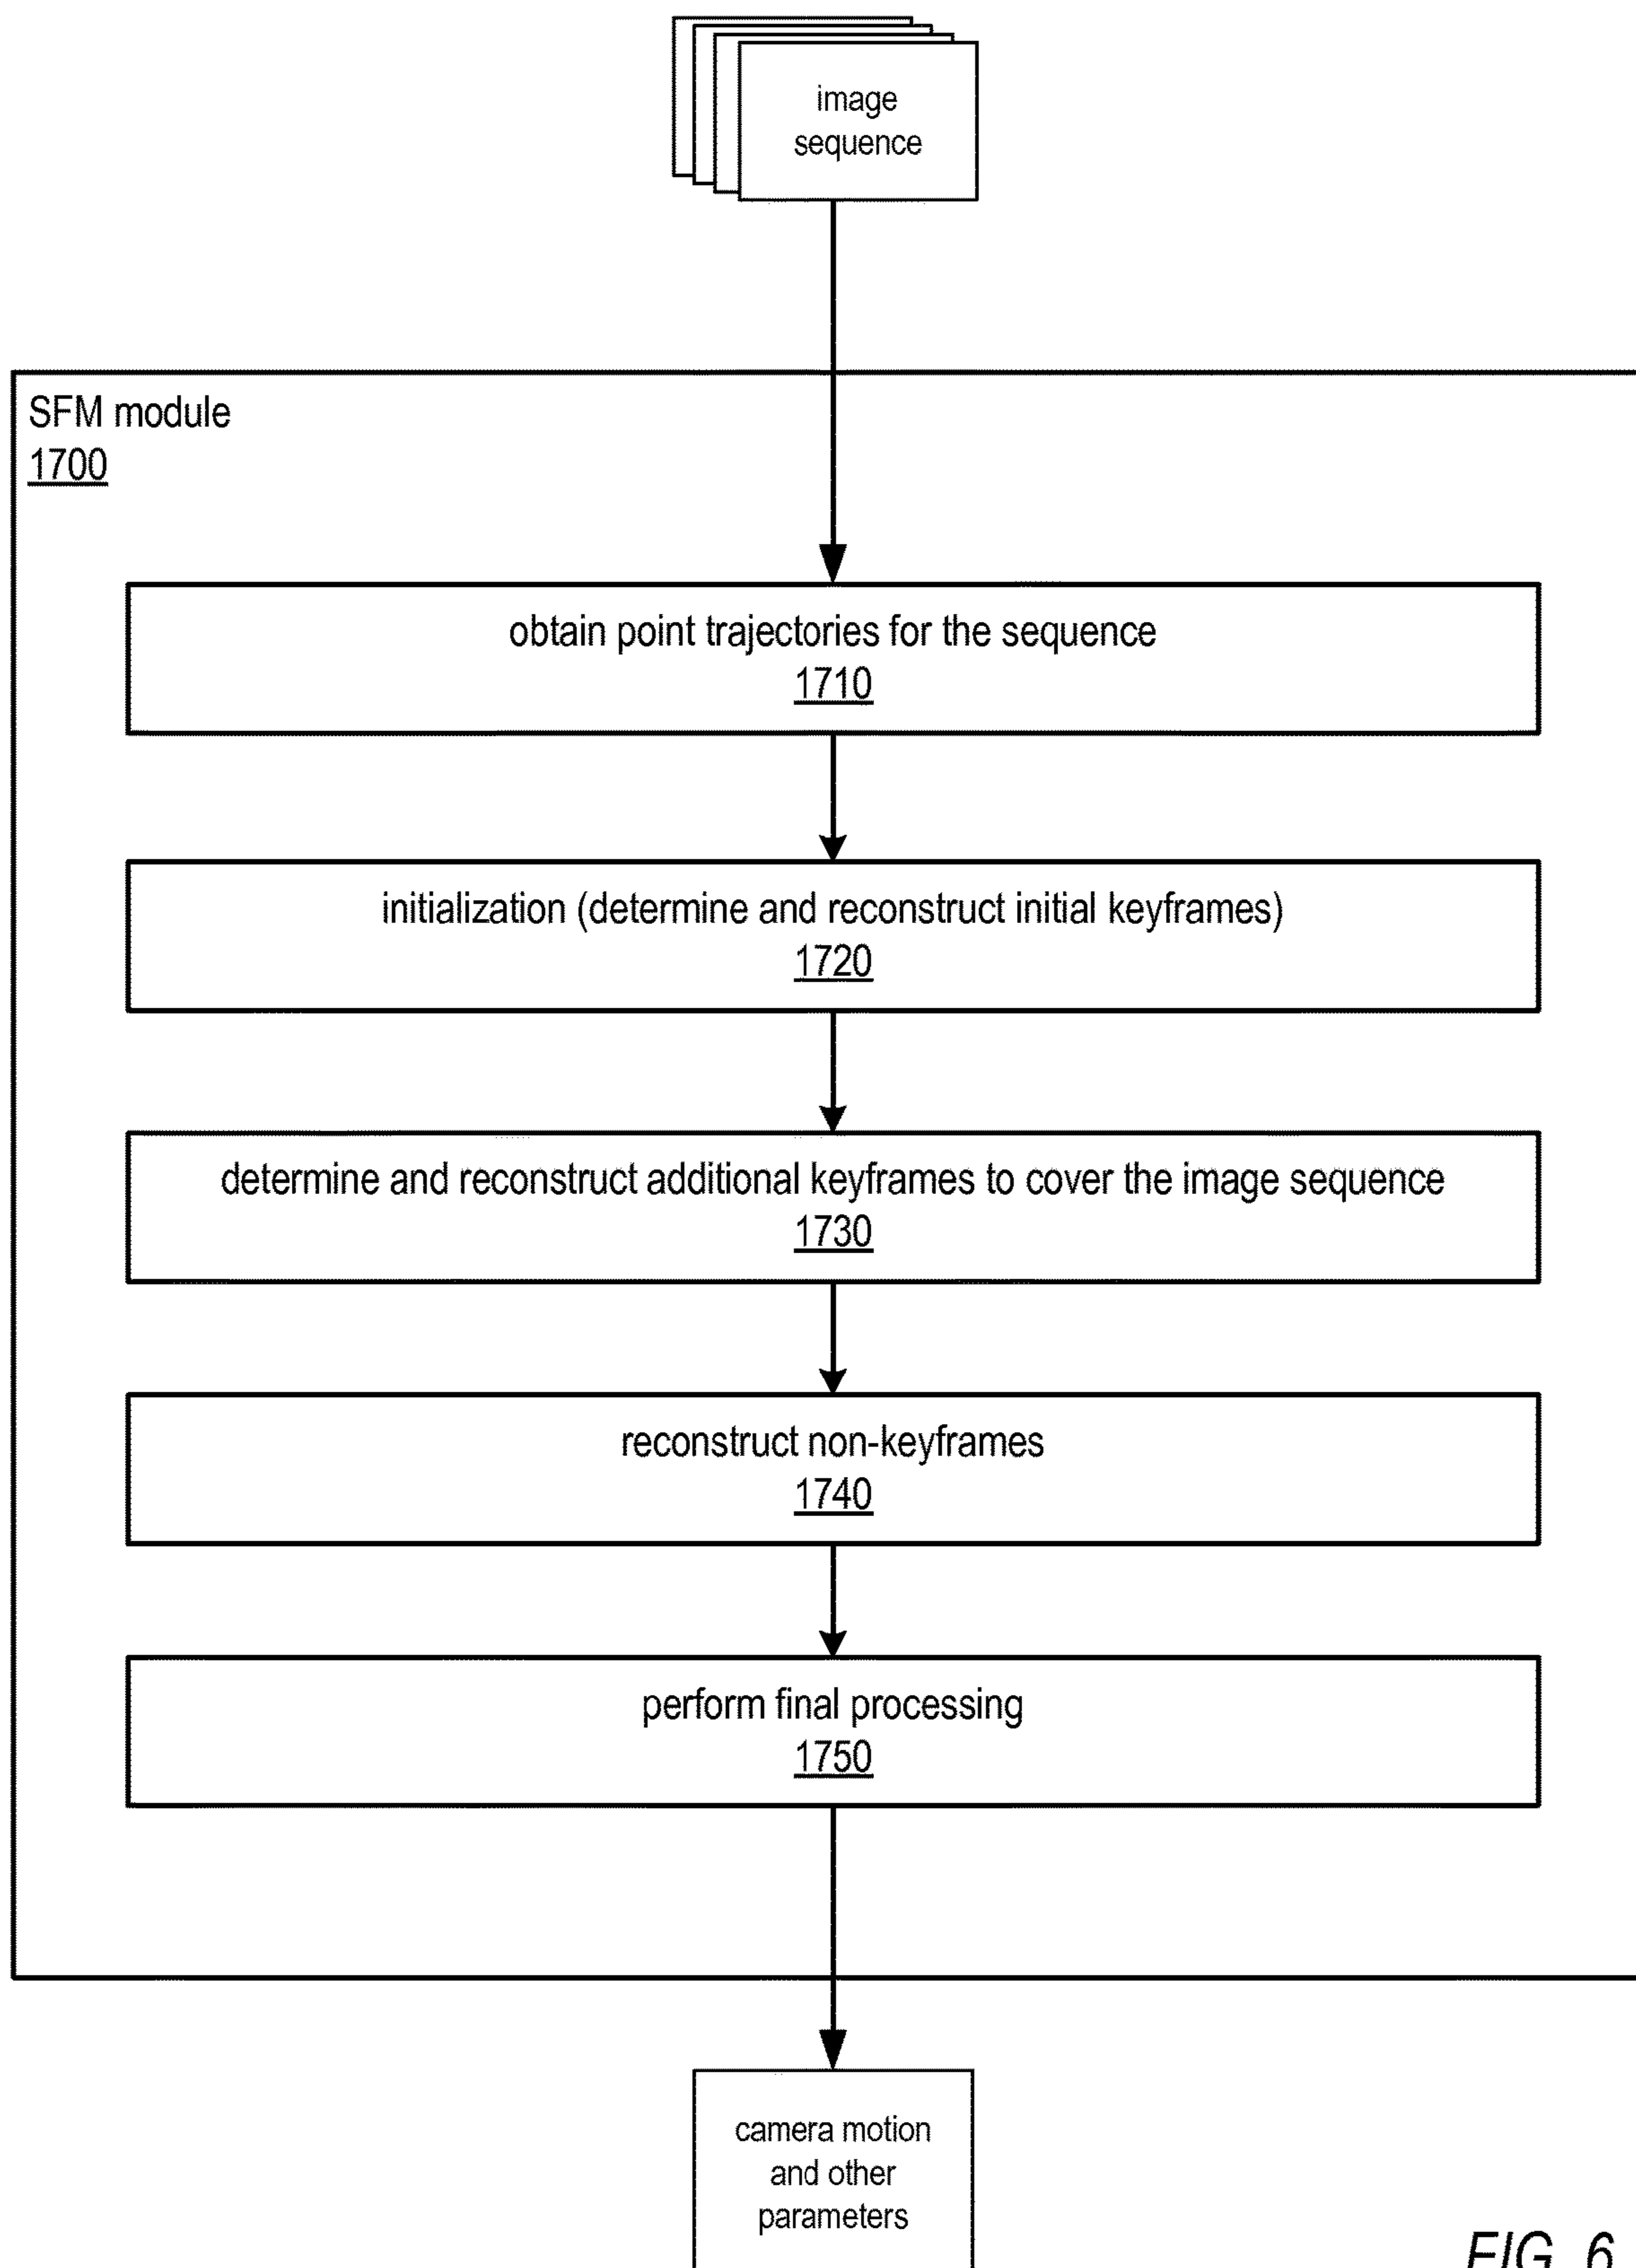 image
sequence
SFM module
1700
obtain point trajectories for the sequence
1710
initialization (determine and reconstruct initial keyframes)
1720
determine and reconstruct additional keyframes to cover the image sequence
1730
reconstruct non-keyframes
1740
perform final processing
1750
camera motion
and other
parameters
FIG. 6